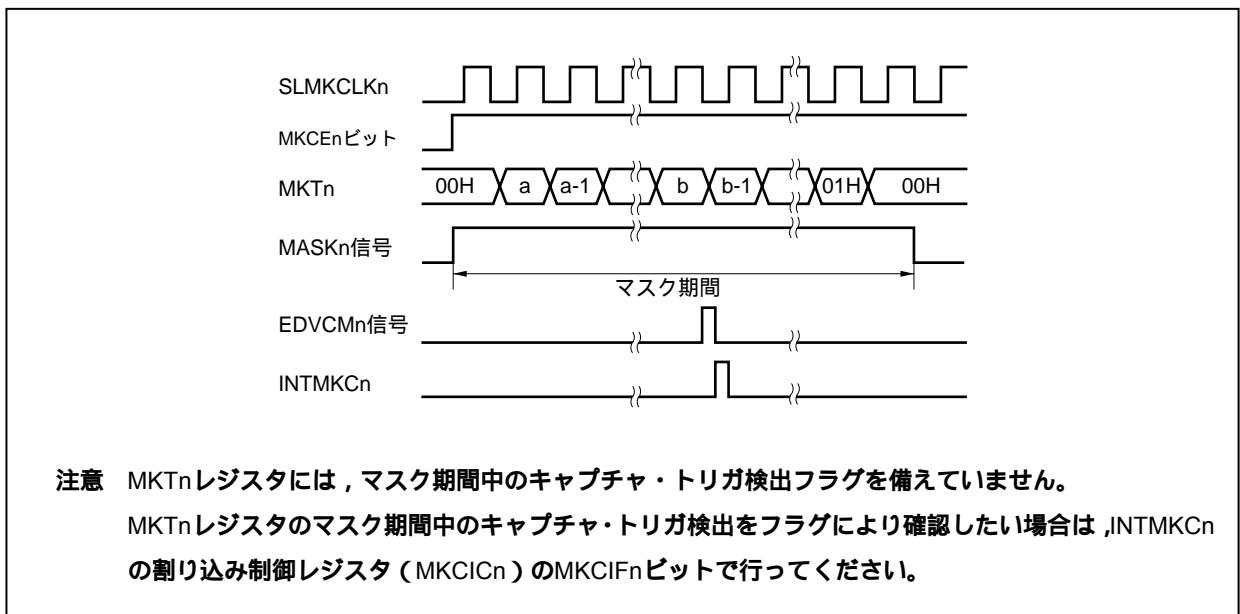 SLMKCLKn
MKCEnビット
MKTn 00H a a-1 b b-1 01H 00H
MASKn信号
マスク期間
EDVCMn信号
INTMKCn
注意 MKTnレジスタには，マスク期間中のキャプチャ・トリガ検出フラグを備えていません。
MKTnレジスタのマスク期間中のキャプチャ・トリガ検出をフラグにより確認したい場合は，INTMKCn
の割り込み制御レジスタ（MKCICn）のMKCIFnビットで行ってください。